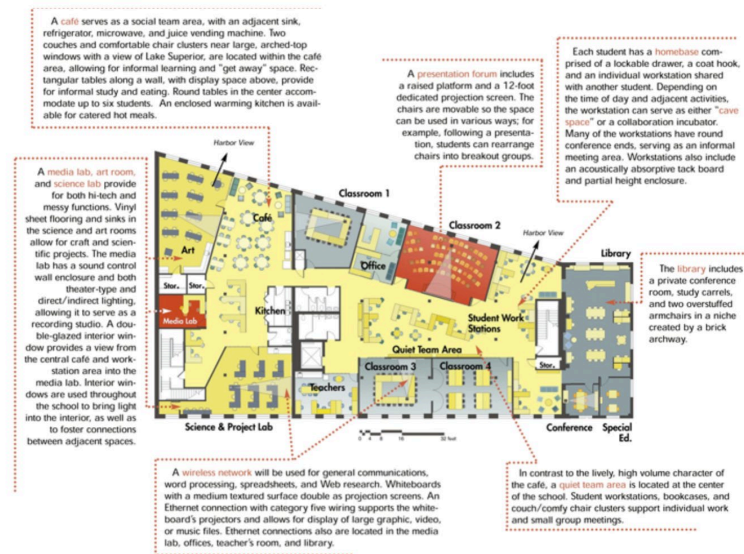 A café serves as a social team area, with an adjacent sink,
refrigerator, microwave, and juice vending machine. Two
couches and comfortable chair clusters near large, arched-top
windows with a view of Lake Superior, are located within the café
area, allowing for informal learning and "get away" space. Rec-
tangular tables along a wall, with display space above, provide
for informal study and eating. Round tables in the center accom-
modate up to six students. An enclosed warming kitchen is avail-
able for catered hot meals.
A presentation forum includes
a raised platform and a 12-foot
dedicated projection screen. The
chairs are movable so the space
can be used in various ways; for
example, following a presenta-
tion, students can rearrange
chairs into breakout groups.
Each student has a homebase com-
prised of a lockable drawer, a coat hook,
and an individual workstation shared
with another student. Depending on
the time of day and adjacent activities,
the workstation can serve as either "cave
space" or a collaboration incubator.
Many of the workstations have round
conference ends, serving as an informal
meeting area. Workstations also include
an acoustically absorptive tack board
and partial height enclosure.
A media lab, art room,
and science lab provide
for both hi-tech and
messy functions. Vinyl
sheet flooring and sinks in
the science and art rooms
allow for craft and scien-
tific projects. The media
lab has a sound control
wall enclosure and both
theater-type and
direct/indirect lighting,
allowing it to serve as a
recording studio. A dou-
ble-glazed interior win-
dow provides a view from
the central café and work-
station area into the
media lab. Interior win-
dows are used throughout
the school to bring light
into the interior, as well as
to foster connections
between adjacent spaces.
Harbor View
Classroom 1
Café
Art
Office
Classroom 2
Harbor View
Library
Stor.
Stor.
Media Lab
Kitchen
Student Work
Stations
Quiet Team Area
Stor.
Teachers
Classroom 3
Classroom 4
Science & Project Lab
Conference
Special
Ed.
0 4 8 16 32 feet
The library includes
a private conference
room, study carrels,
and two overstuffed
armchairs in a niche
created by a brick
archway.
A wireless network will be used for general communications,
word processing, spreadsheets, and Web research. Whiteboards
with a medium textured surface double as projection screens. An
Ethernet connection with category five wiring supports the white-
board's projectors and allows for display of large graphic, video,
or music files. Ethernet connections also are located in the media
lab, offices, teacher's room, and library.
In contrast to the lively, high volume character of
the café, a quiet team area is located at the center
of the school. Student workstations, bookcases, and
couch/comfy chair clusters support individual work
and small group meetings.